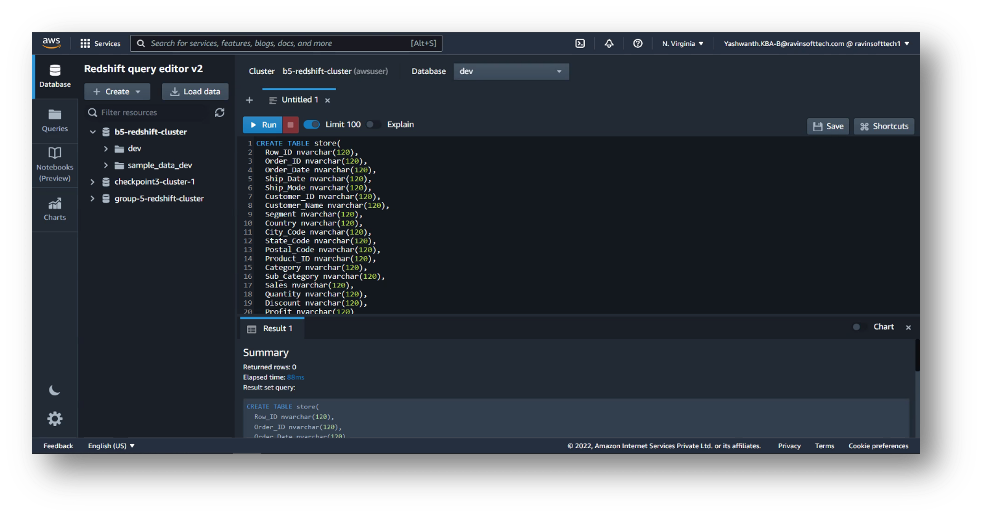 aws Services Search for services, features, blogs, docs, and more [Alt+S] N. Virginia ▼ Yashwanth.KBA-B@ravinsofttech.com @ ravinsofttech1 ▼
Database
Queries
Notebooks
(Preview)
Charts
Redshift query editor v2
+ Create Load data
Filter resources
b5-redshift-cluster
dev
sample_data_dev
checkpoint3-cluster-1
group-5-redshift-cluster
Cluster b5-redshift-cluster (awsuser) Database dev
+ Untitled 1 ×
Run Limit 100 Explain Save Shortcuts
1 CREATE TABLE store(
2 Row_ID nvarchar(120),
3 Order_ID nvarchar(120),
4 Order_Date nvarchar(120),
5 Ship_Date nvarchar(120),
6 Ship_Mode nvarchar(120),
7 Customer_ID nvarchar(120),
8 Customer_Name nvarchar(120),
9 Segment nvarchar(120),
10 Country nvarchar(120),
11 City_Code nvarchar(120),
12 State_Code nvarchar(120),
13 Postal_Code nvarchar(120),
14 Product_ID nvarchar(120),
15 Category nvarchar(120),
16 Sub_Category nvarchar(120),
17 Sales nvarchar(120),
18 Quantity nvarchar(120),
19 Discount nvarchar(120),
20 Profit nvarchar(120)
Result 1 Chart ×
Summary
Returned rows: 0
Elapsed time: 88ms
Result set query:
CREATE TABLE store(
Row_ID nvarchar(120),
Order_ID nvarchar(120),
Order_Date nvarchar(120),
Feedback English (US) ▼ © 2022, Amazon Internet Services Private Ltd. or its affiliates. Privacy Terms Cookie preferences